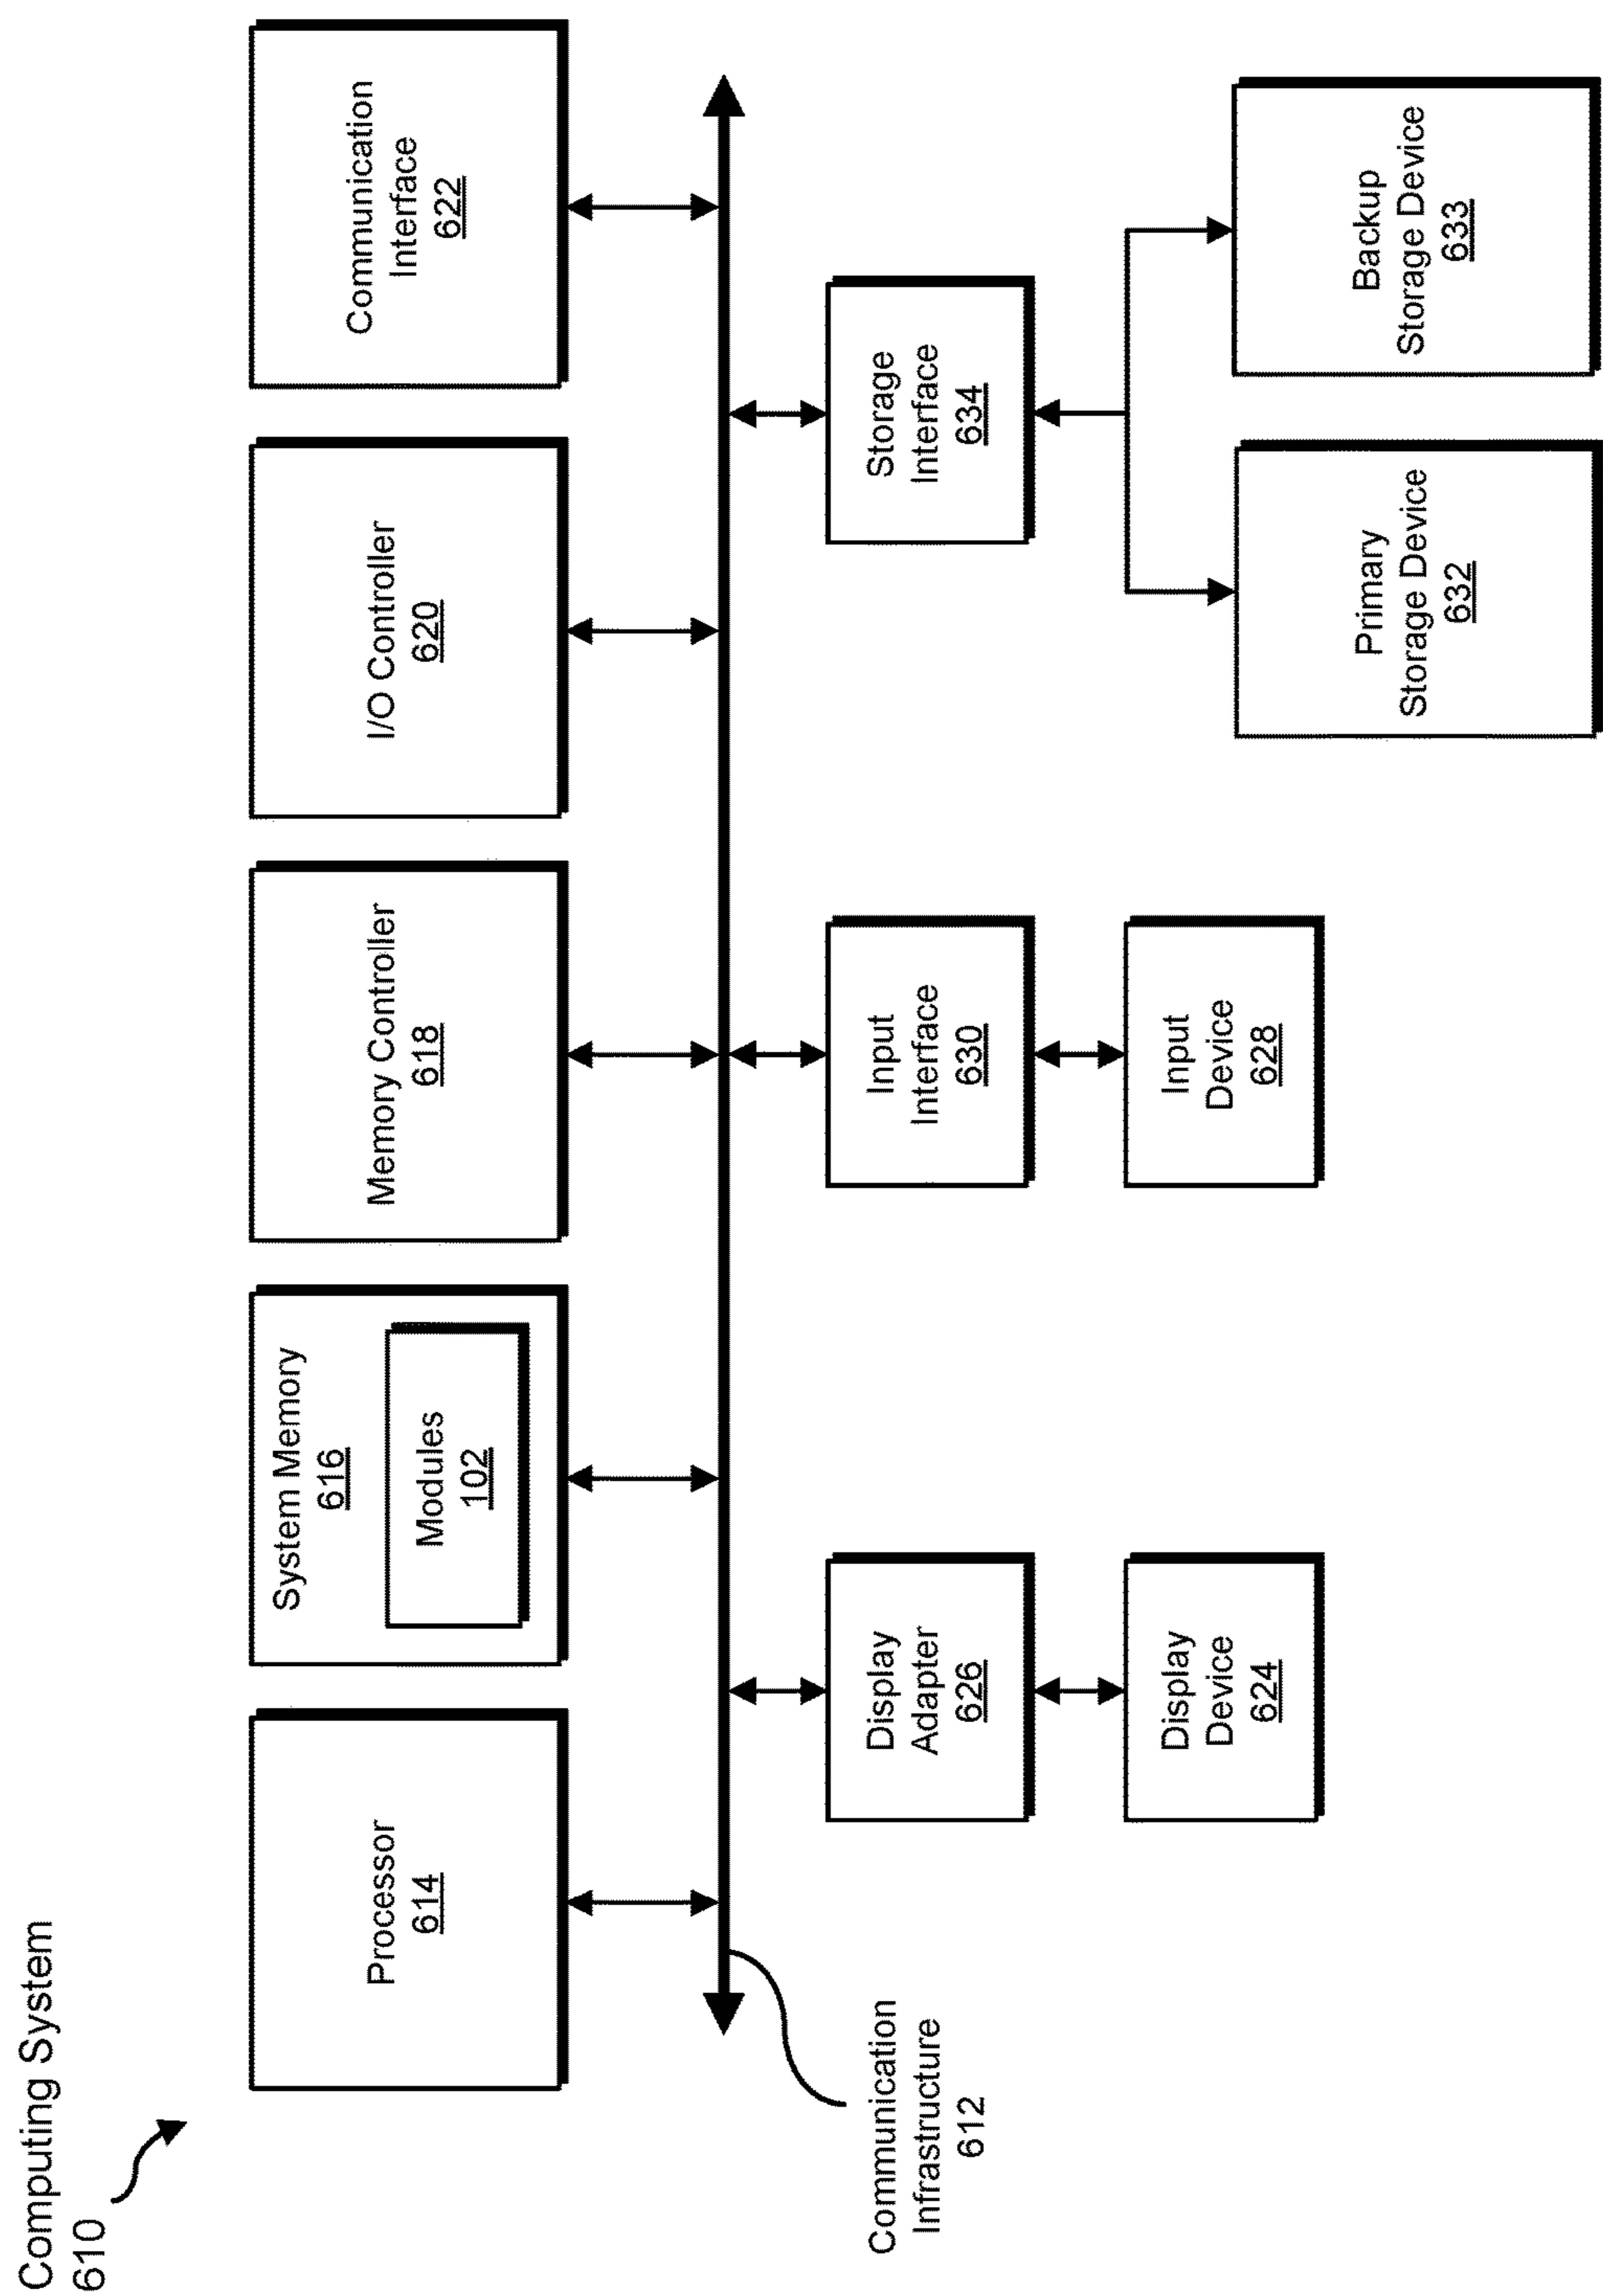 Computing System
610
Processor
614
System Memory
616
Modules
102
Memory Controller
618
I/O Controller
620
Communication
Interface
622
Communication
Infrastructure
612
Display
Adapter
626
Input
Interface
630
Storage
Interface
634
Display
Device
624
Input
Device
628
Primary
Storage Device
632
Backup
Storage Device
633